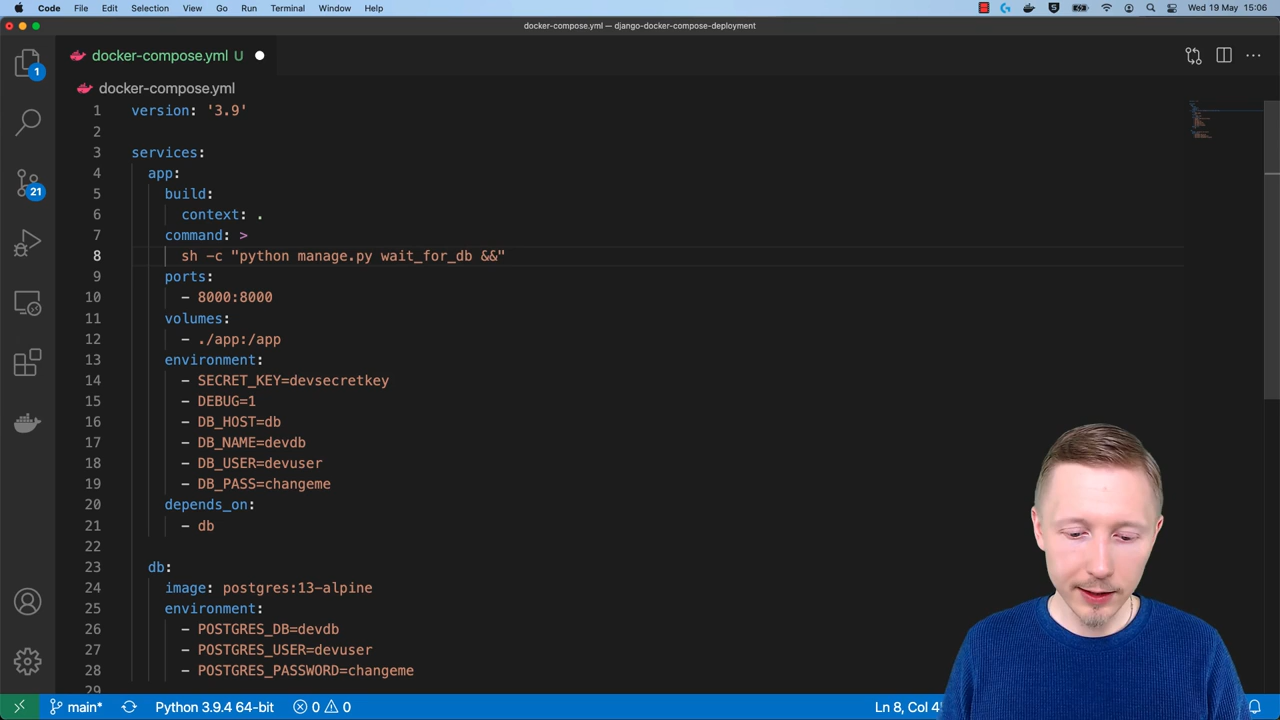 Code File Edit Selection View Go Run Terminal Window Help Wed 19 May 15:06
docker-compose.yml — django-docker-compose-deployment
docker-compose.yml U
docker-compose.yml
1 version: '3.9'
2
3 services:
4 app:
5 build:
6 context: .
7 command: >
8 sh -c "python manage.py wait_for_db &&"
9 ports:
10 - 8000:8000
11 volumes:
12 - ./app:/app
13 environment:
14 - SECRET_KEY=devsecretkey
15 - DEBUG=1
16 - DB_HOST=db
17 - DB_NAME=devdb
18 - DB_USER=devuser
19 - DB_PASS=changeme
20 depends_on:
21 - db
22
23 db:
24 image: postgres:13-alpine
25 environment:
26 - POSTGRES_DB=devdb
27 - POSTGRES_USER=devuser
28 - POSTGRES_PASSWORD=changeme
29
1
21
main* Python 3.9.4 64-bit 0 0 Ln 8, Col